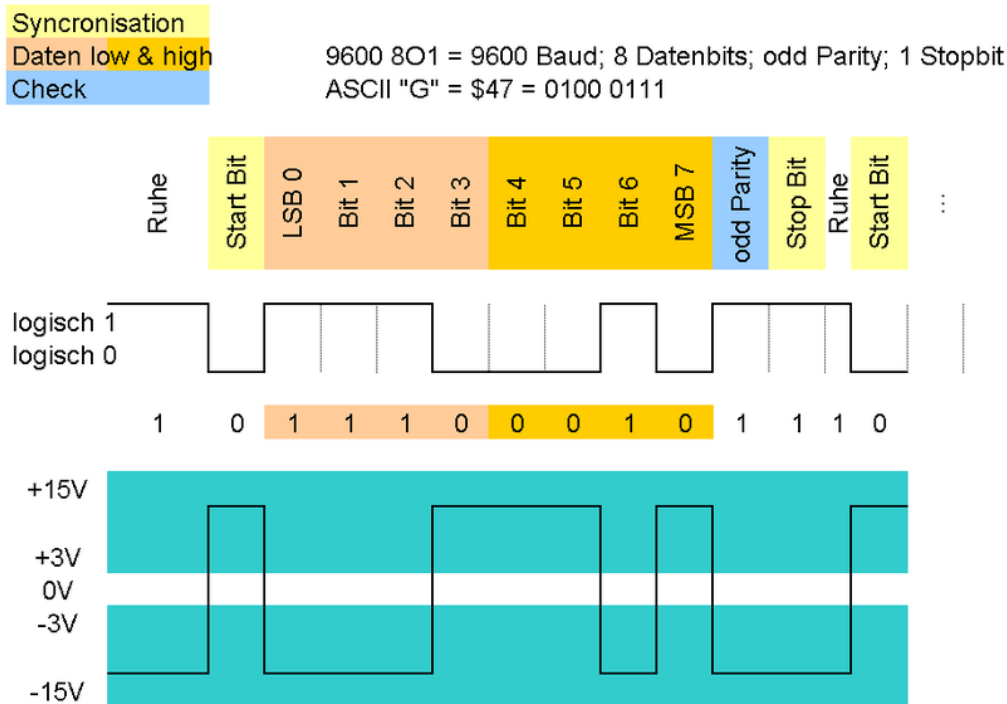 Syncronisation
Daten low & high
Check
9600 8O1 = 9600 Baud; 8 Datenbits; odd Parity; 1 Stopbit
ASCII "G" = $47 = 0100 0111
Ruhe
Start Bit
LSB 0
Bit 1
Bit 2
Bit 3
Bit 4
Bit 5
Bit 6
MSB 7
odd Parity
Stop Bit
Ruhe
Start Bit
...
logisch 1
logisch 0
1 0 1 1 1 0 0 0 1 0 1 1 1 0
+15V
+3V
0V
-3V
-15V